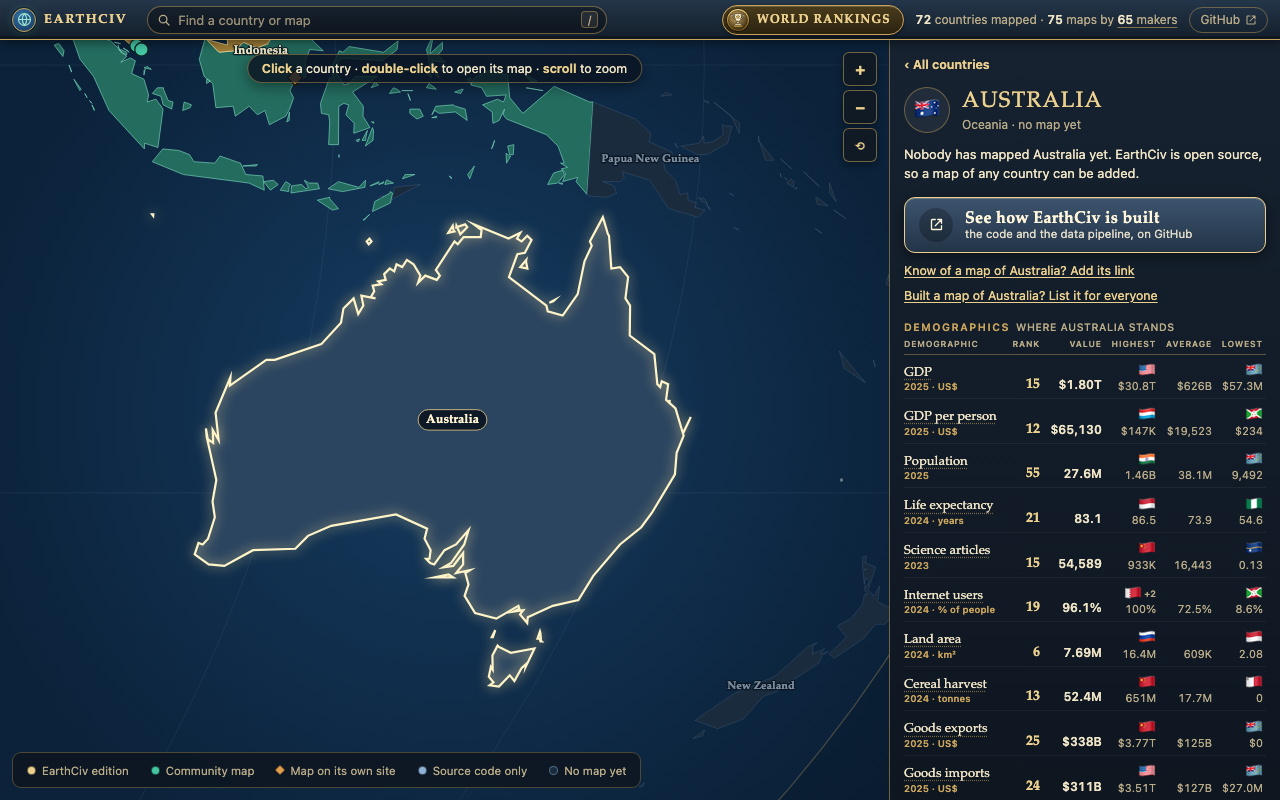 EARTHCIV
Find a country or map
/
WORLD RANKINGS
72 countries mapped · 75 maps by 65 makers
GitHub
Indonesia
Click a country · double-click to open its map · scroll to zoom
+
−
⟲
Papua New Guinea
Australia
New Zealand
EarthCiv edition
Community map
Map on its own site
Source code only
No map yet
‹ All countries
AUSTRALIA
Oceania · no map yet
Nobody has mapped Australia yet. EarthCiv is open source,
so a map of any country can be added.
See how EarthCiv is built
the code and the data pipeline, on GitHub
Know of a map of Australia? Add its link
Built a map of Australia? List it for everyone
DEMOGRAPHICS WHERE AUSTRALIA STANDS
DEMOGRAPHIC RANK VALUE HIGHEST AVERAGE LOWEST
GDP
2025 · US$ 15 $1.80T $30.8T $626B $57.3M
GDP per person
2025 · US$ 12 $65,130 $147K $19,523 $234
Population
2025 55 27.6M 1.46B 38.1M 9,492
Life expectancy
2024 · years 21 83.1 86.5 73.9 54.6
Science articles
2023 15 54,589 933K 16,443 0.13
Internet users +2
2024 · % of people 19 96.1% 100% 72.5% 8.6%
Land area
2024 · km² 6 7.69M 16.4M 609K 2.08
Cereal harvest
2024 · tonnes 13 52.4M 651M 17.7M 0
Goods exports
2025 · US$ 25 $338B $3.77T $125B $0
Goods imports
2025 · US$ 24 $311B $3.51T $127B $27.0M